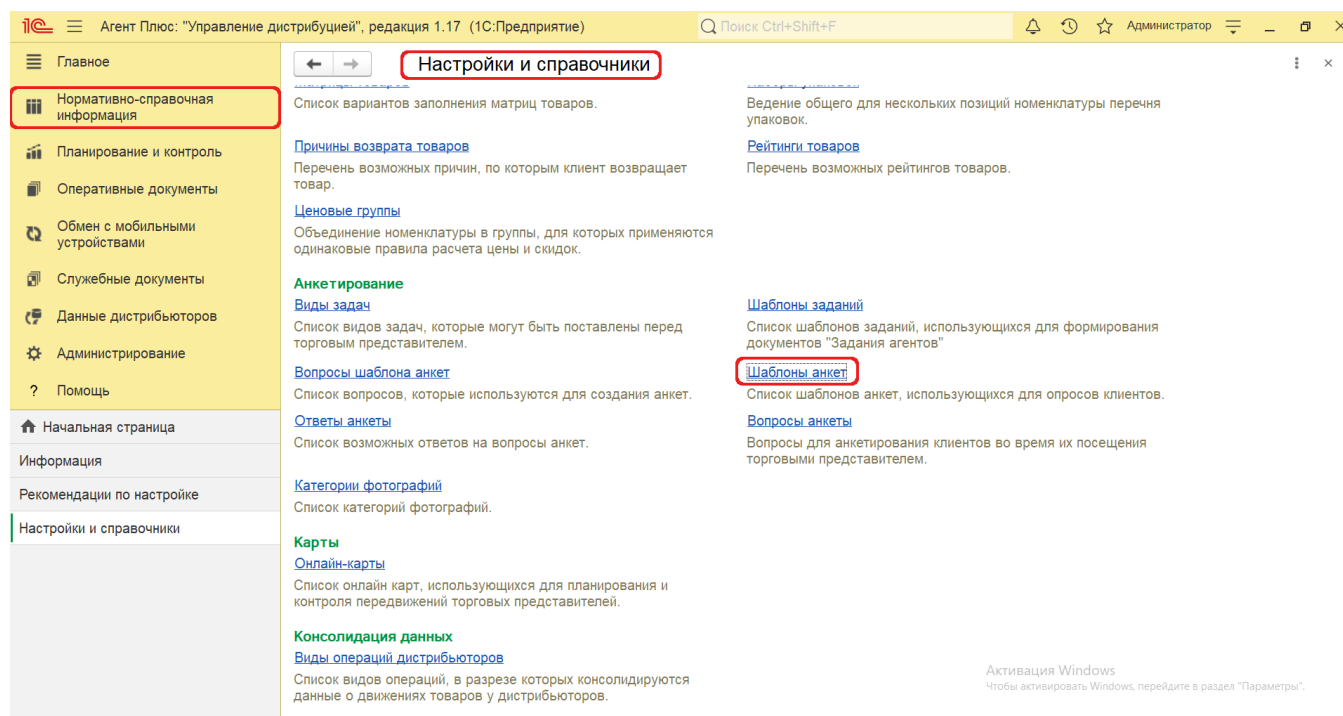 1С Агент Плюс: "Управление дистрибуцией", редакция 1.17 (1С:Предприятие) Поиск Ctrl+Shift+F Администратор
Главное
Нормативно-справочная
информация
Планирование и контроль
Оперативные документы
Обмен с мобильными
устройствами
Служебные документы
Данные дистрибьюторов
Администрирование
? Помощь
Начальная страница
Информация
Рекомендации по настройке
Настройки и справочники
Настройки и справочники
Список вариантов заполнения матриц товаров.
Ведение общего для нескольких позиций номенклатуры перечня
упаковок.
Причины возврата товаров
Перечень возможных причин, по которым клиент возвращает
товар.
Рейтинги товаров
Перечень возможных рейтингов товаров.
Ценовые группы
Объединение номенклатуры в группы, для которых применяются
одинаковые правила расчета цены и скидок.
Анкетирование
Виды задач
Список видов задач, которые могут быть поставлены перед
торговым представителем.
Шаблоны заданий
Список шаблонов заданий, использующихся для формирования
документов "Задания агентов"
Вопросы шаблона анкет
Список вопросов, которые используются для создания анкет.
Шаблоны анкет
Список шаблонов анкет, использующихся для опросов клиентов.
Ответы анкеты
Список возможных ответов на вопросы анкет.
Вопросы анкеты
Вопросы для анкетирования клиентов во время их посещения
торговыми представителем.
Категории фотографий
Список категорий фотографий.
Карты
Онлайн-карты
Список онлайн карт, использующихся для планирования и
контроля передвижений торговых представителей.
Консолидация данных
Виды операций дистрибьюторов
Список видов операций, в разрезе которых консолидируются
данные о движениях товаров у дистрибьюторов.
Активация Windows
Чтобы активировать Windows, перейдите в раздел "Параметры".